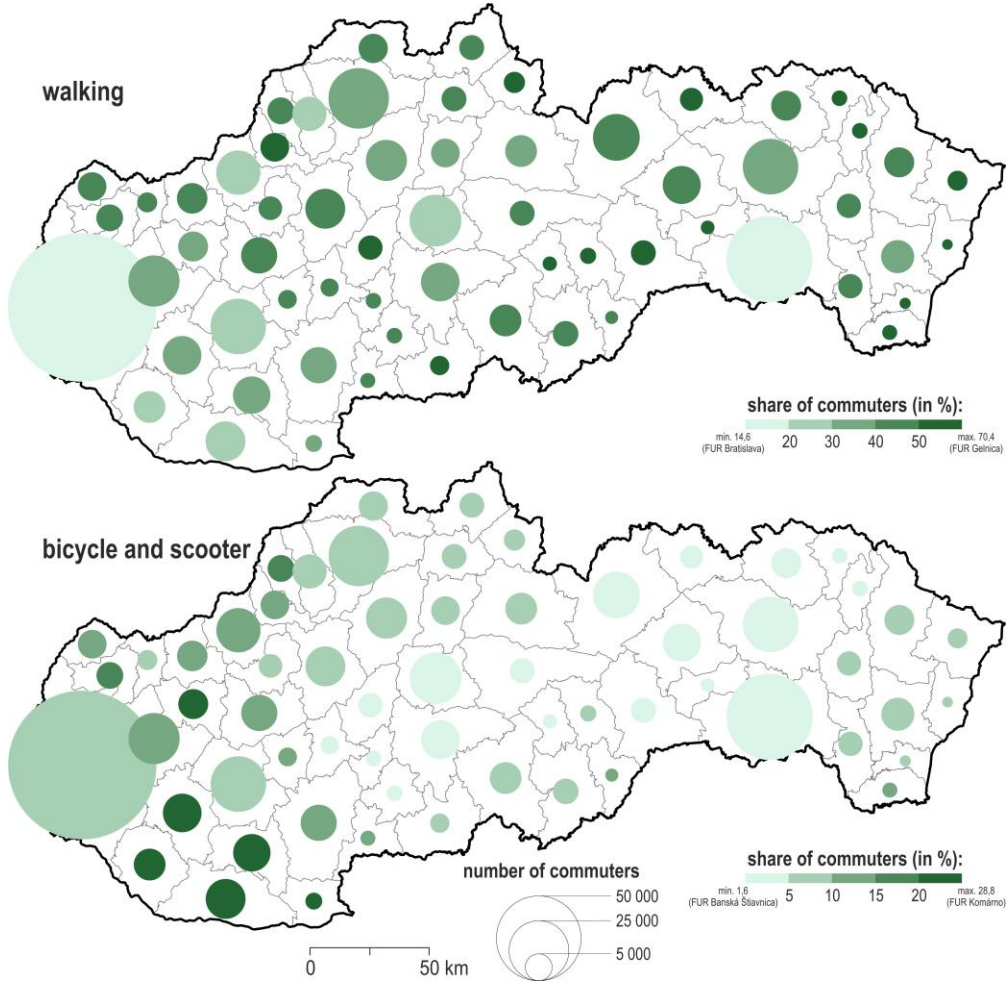 walking
share of commuters (in %):
min. 14,6
(FUR Bratislava)
20 30 40 50
max. 70,4
(FUR Gelnica)
bicycle and scooter
number of commuters
50 000
25 000
5 000
share of commuters (in %):
min. 1,6
(FUR Banská Štiavnica)
5 10 15 20
max. 28,8
(FUR Komárno)
0 50 km